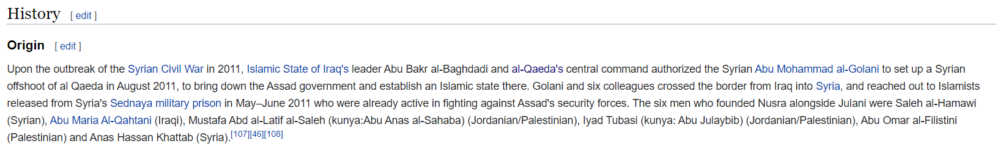 History [ edit ]
Origin [ edit ]
Upon the outbreak of the Syrian Civil War in 2011, Islamic State of Iraq's leader Abu Bakr al-Baghdadi and al-Qaeda's central command authorized the Syrian Abu Mohammad al-Golani to set up a Syrian
offshoot of al Qaeda in August 2011, to bring down the Assad government and establish an Islamic state there. Golani and six colleagues crossed the border from Iraq into Syria, and reached out to Islamists
released from Syria's Sednaya military prison in May–June 2011 who were already active in fighting against Assad's security forces. The six men who founded Nusra alongside Julani were Saleh al-Hamawi
(Syrian), Abu Maria Al-Qahtani (Iraqi), Mustafa Abd al-Latif al-Saleh (kunya:Abu Anas al-Sahaba) (Jordanian/Palestinian), Iyad Tubasi (kunya: Abu Julaybib) (Jordanian/Palestinian), Abu Omar al-Filistini
(Palestinian) and Anas Hassan Khattab (Syria).[107][46][108]